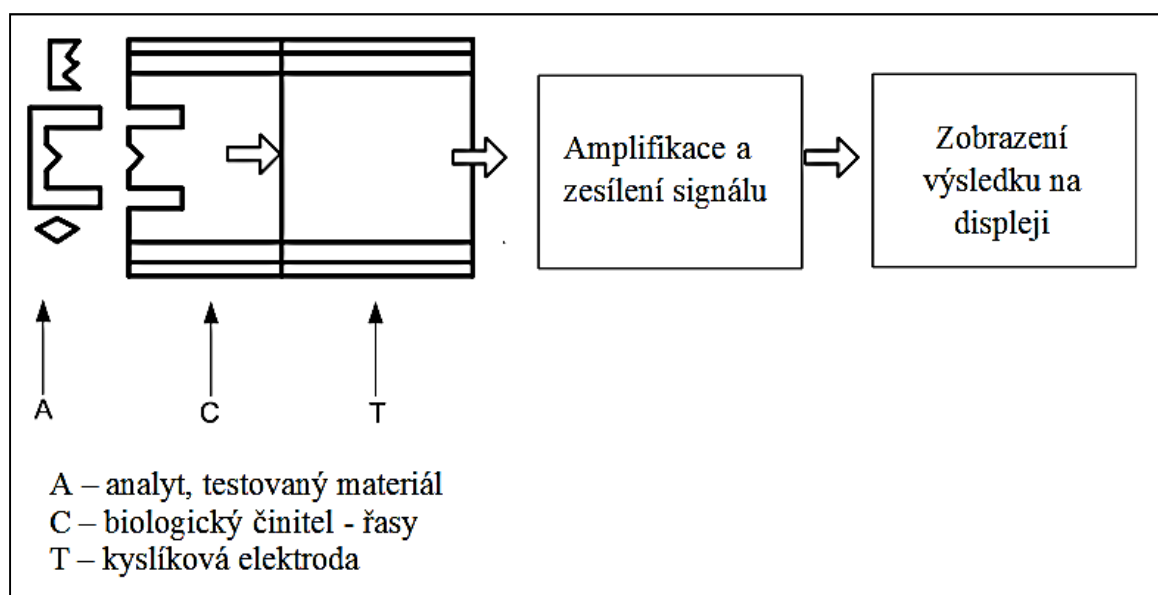 Amplifikace a
zesílení signálu
Zobrazení
výsledku na
displeji
A
C
T
A – analyt, testovaný materiál
C – biologický činitel - řasy
T – kyslíková elektroda